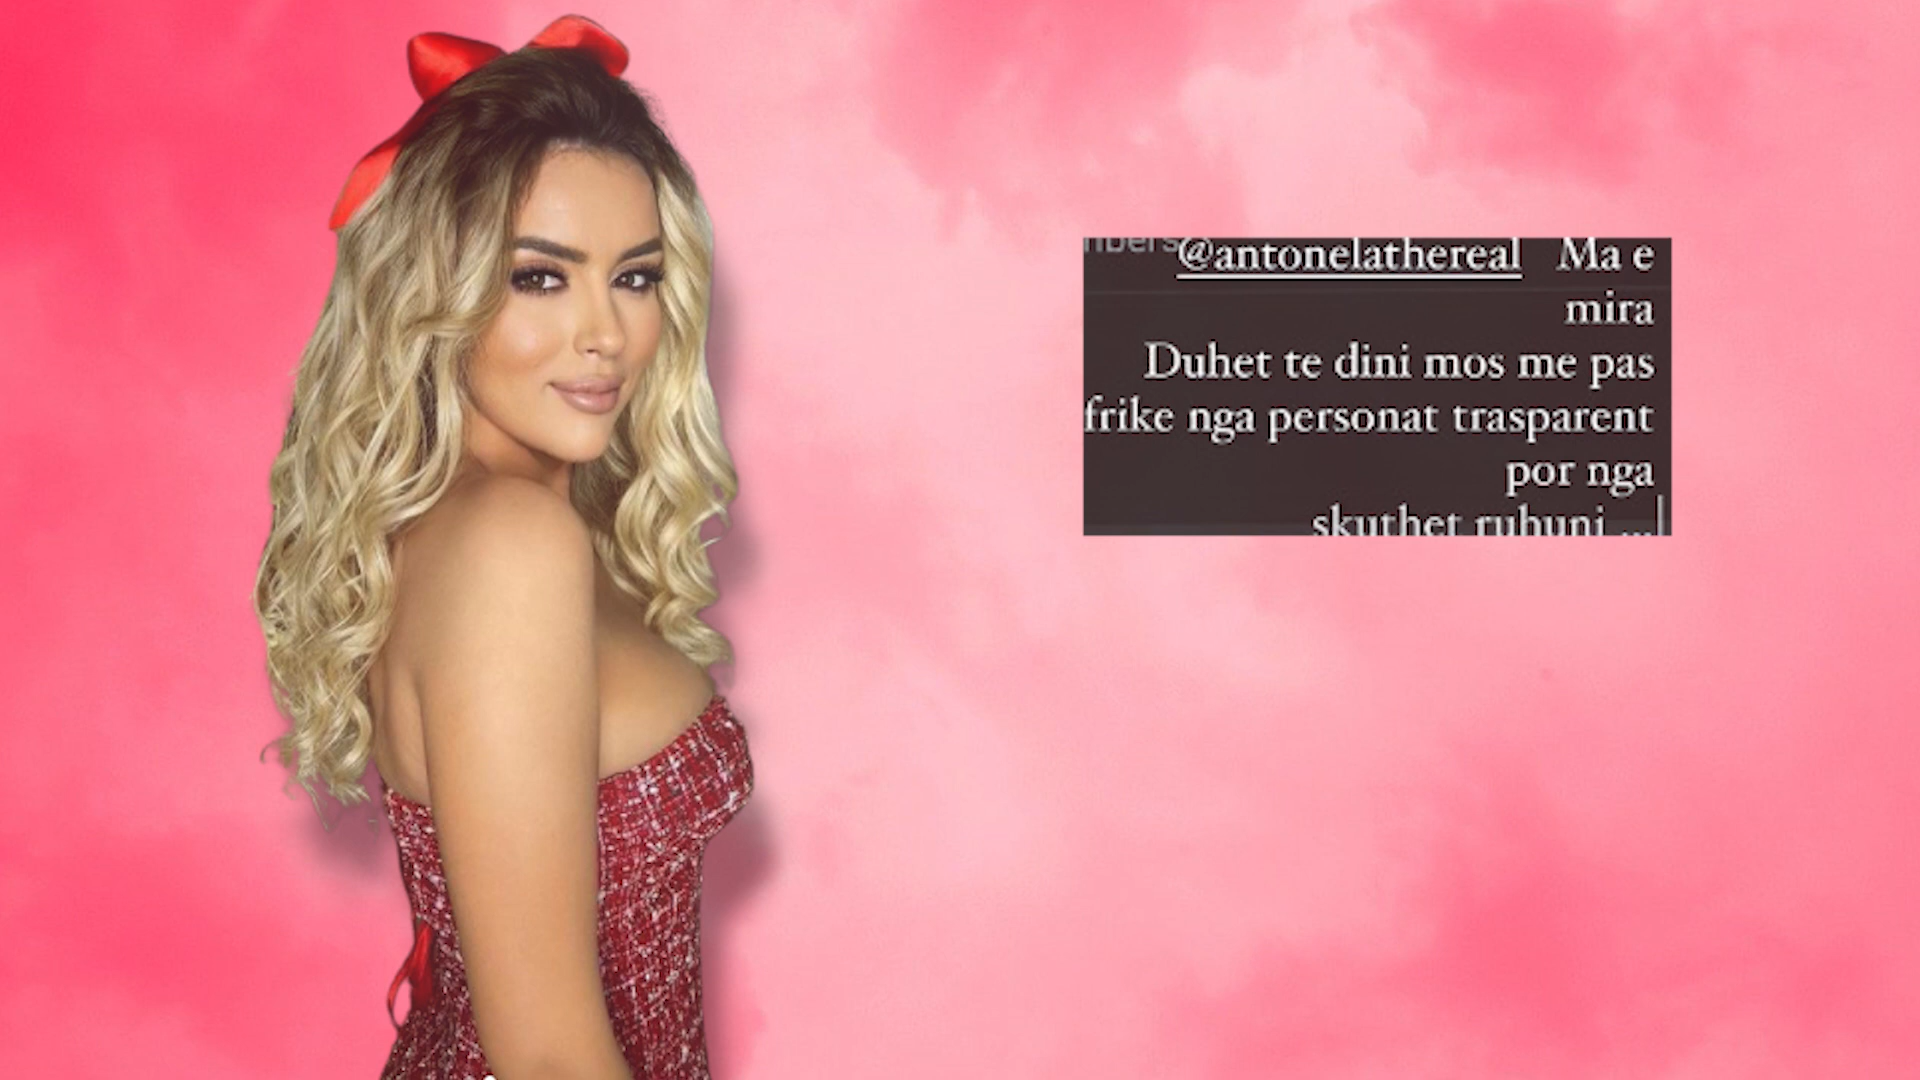 @antonelathereal Ma e
mira
Duhet te dini mos me pas
frike nga personat trasparent
por nga
skuthet ruhuni ...